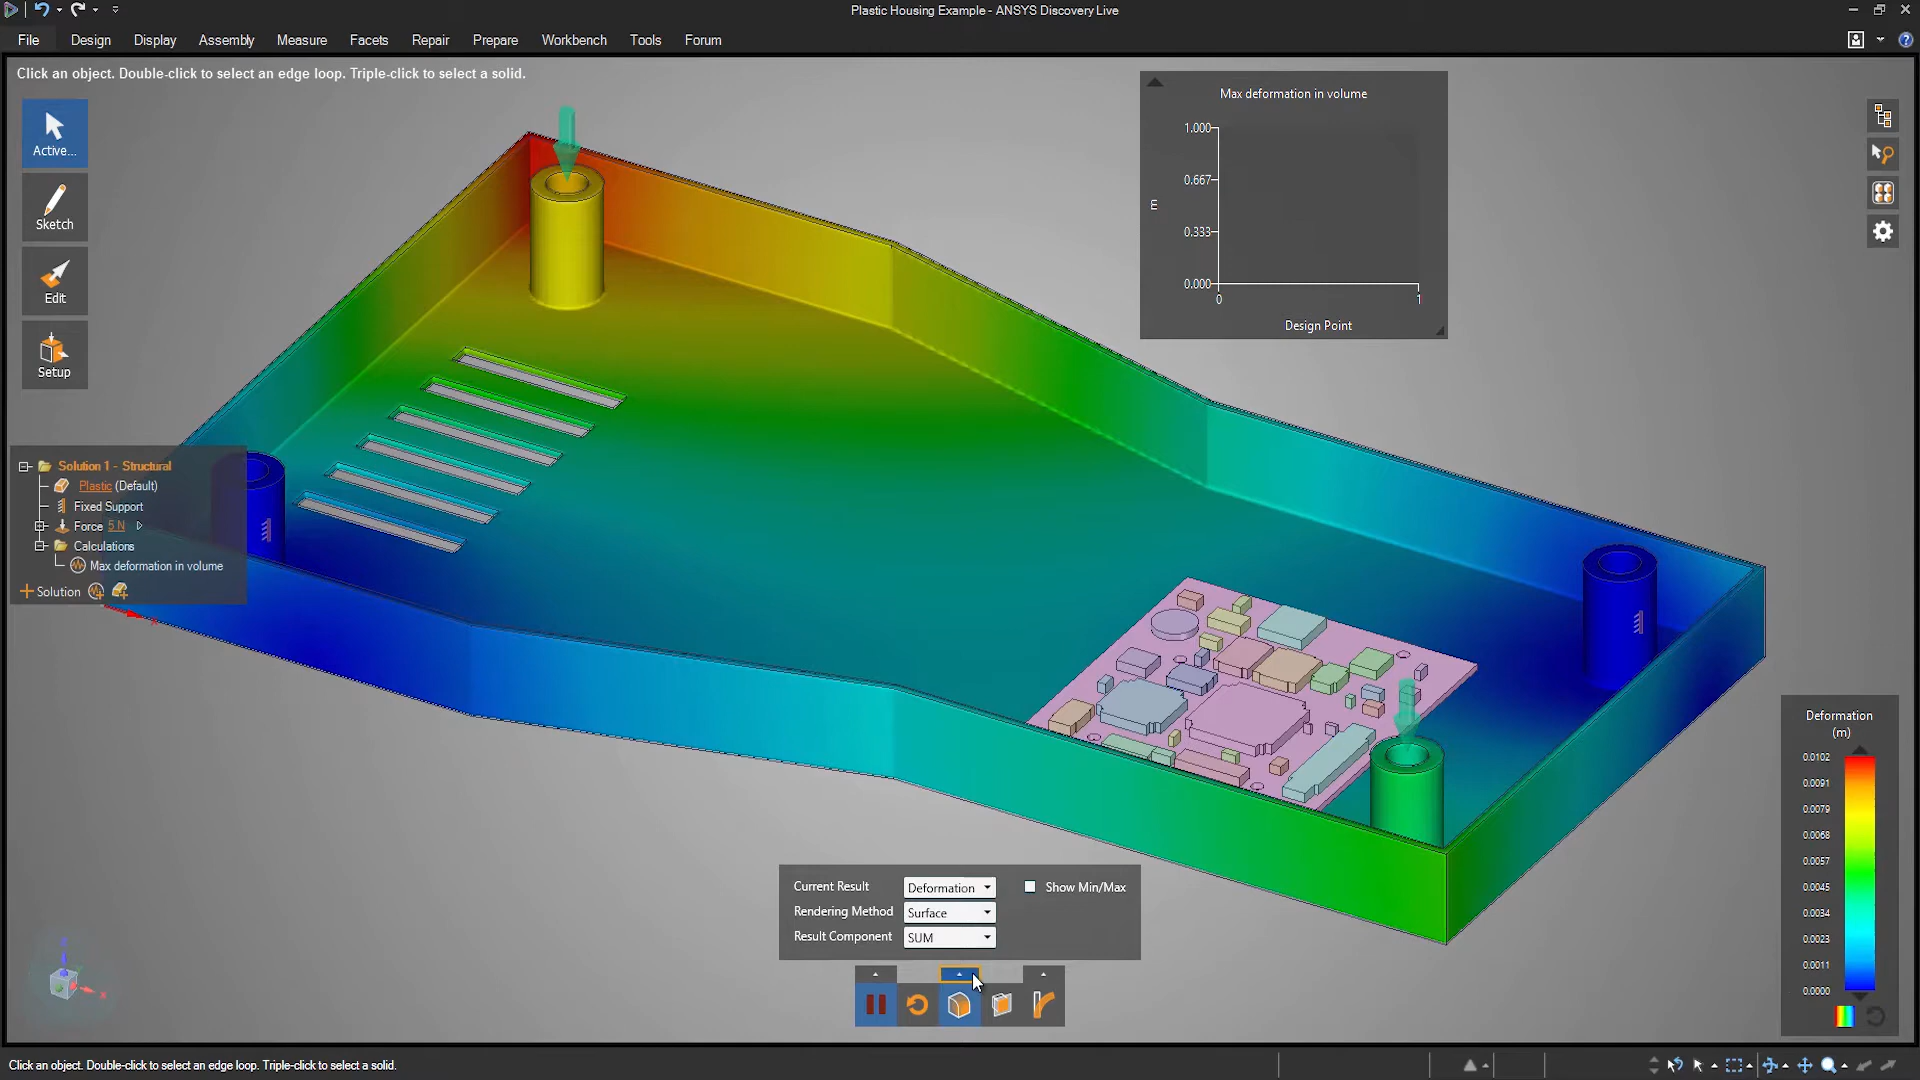 Plastic Housing Example - ANSYS Discovery Live
File Design Display Assembly Measure Facets Repair Prepare Workbench Tools Forum
Click an object. Double-click to select an edge loop. Triple-click to select a solid.
Active...
Sketch
Edit
Setup
Max deformation in volume
1.000
0.667
m
0.333
0.000
0 1
Design Point
Solution 1 - Structural
Plastic (Default)
Fixed Support
Force 5 N
Calculations
Max deformation in volume
Solution
x
Deformation
(m)
0.0102
0.0091
0.0079
0.0068
0.0057
0.0045
0.0034
0.0023
0.0011
0.0000
Current Result Deformation Show Min/Max
Rendering Method Surface
Result Component SUM
Click an object. Double-click to select an edge loop. Triple-click to select a solid.